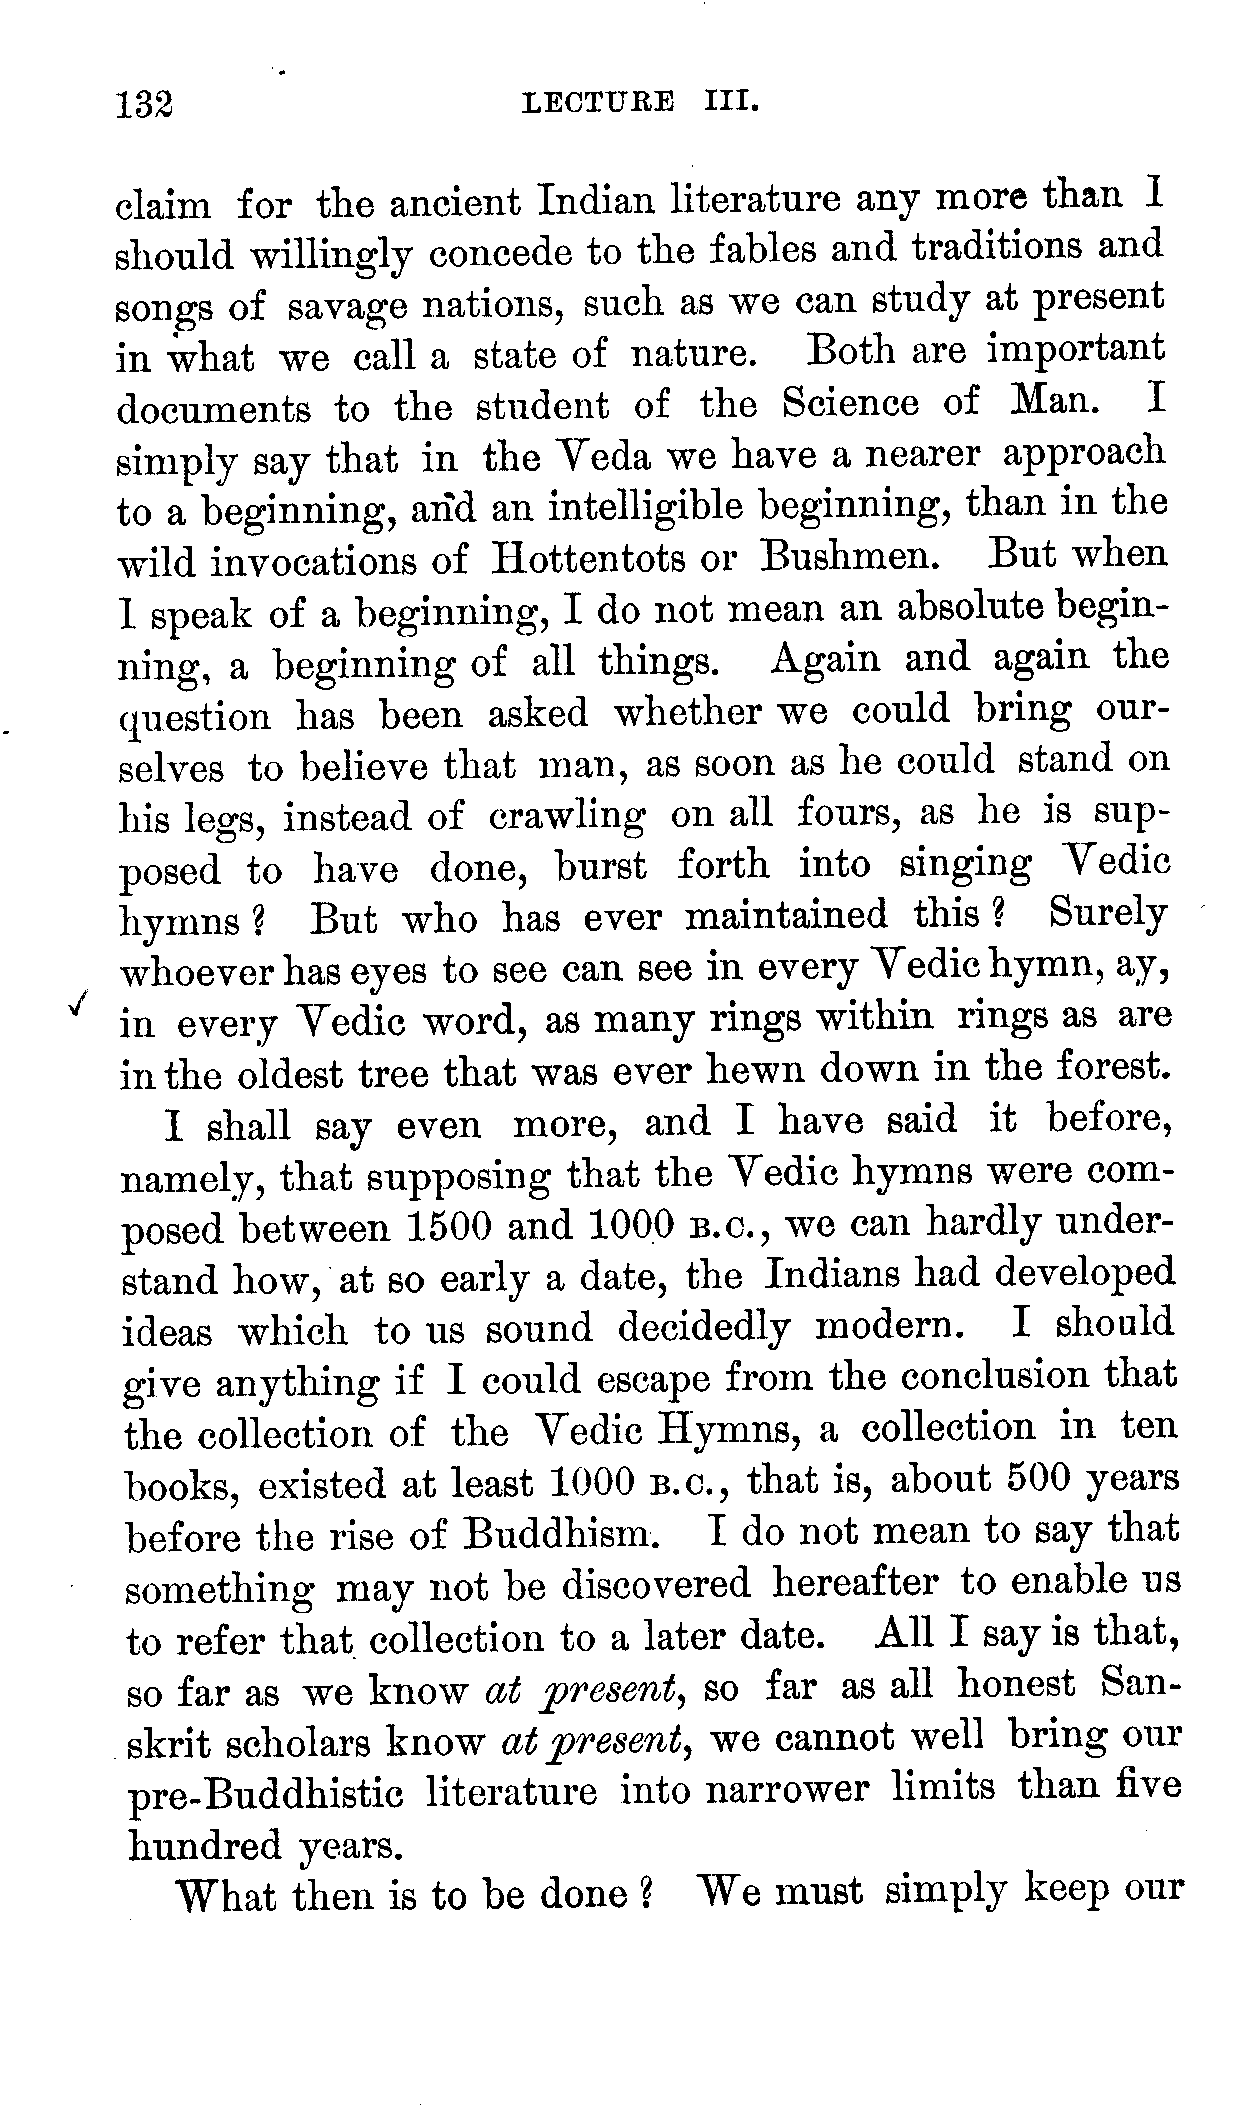 132 LECTURE III.
claim for the ancient Indian literature any more than I
should willingly concede to the fables and traditions and
songs of savage nations, such as we can study at present
in what we call a state of nature. Both are important
documents to the student of the Science of Man. I
simply say that in the Veda we have a nearer approach
to a beginning, and an intelligible beginning, than in the
wild invocations of Hottentots or Bushmen. But when
I speak of a beginning, I do not mean an absolute begin-
ning, a beginning of all things. Again and again the
question has been asked whether we could bring our-
selves to believe that man, as soon as he could stand on
his legs, instead of crawling on all fours, as he is sup-
posed to have done, burst forth into singing Vedic
hymns? But who has ever maintained this? Surely
whoever has eyes to see can see in every Vedic hymn, ay,
in every Vedic word, as many rings within rings as are
in the oldest tree that was ever hewn down in the forest.
I shall say even more, and I have said it before,
namely, that supposing that the Vedic hymns were com-
posed between 1500 and 1000 B.C., we can hardly under-
stand how, at so early a date, the Indians had developed
ideas which to us sound decidedly modern. I should
give anything if I could escape from the conclusion that
the collection of the Vedic Hymns, a collection in ten
books, existed at least 1000 B.C., that is, about 500 years
before the rise of Buddhism. I do not mean to say that
something may not be discovered hereafter to enable us
to refer that collection to a later date. All I say is that,
so far as we know at present, so far as all honest San-
skrit scholars know at present, we cannot well bring our
pre-Buddhistic literature into narrower limits than five
hundred years.
What then is to be done? We must simply keep our